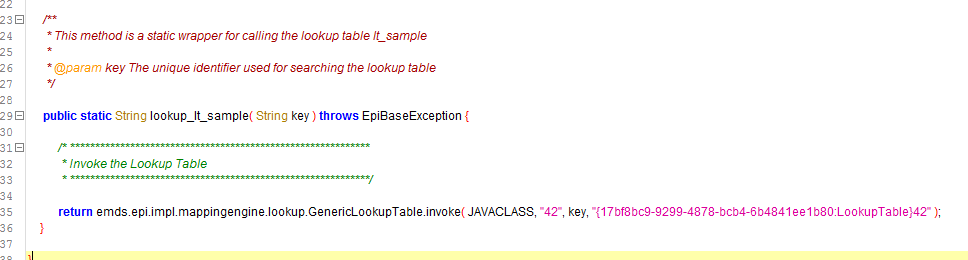 22
23 /**
24 * This method is a static wrapper for calling the lookup table lt_sample
25 *
26 * @param key The unique identifier used for searching the lookup table
27 */
28
29 public static String lookup_lt_sample( String key ) throws EpiBaseException {
30
31 /* ************************************************************
32 * Invoke the Lookup Table
33 * ************************************************************/
34
35 return emds.epi.impl.mappingengine.lookup.GenericLookupTable.invoke( JAVACLASS, "42", key, "{17bf8bc9-9299-4878-bcb4-6b4841ee1b80:LookupTable}42" );
36 }
37
38 }